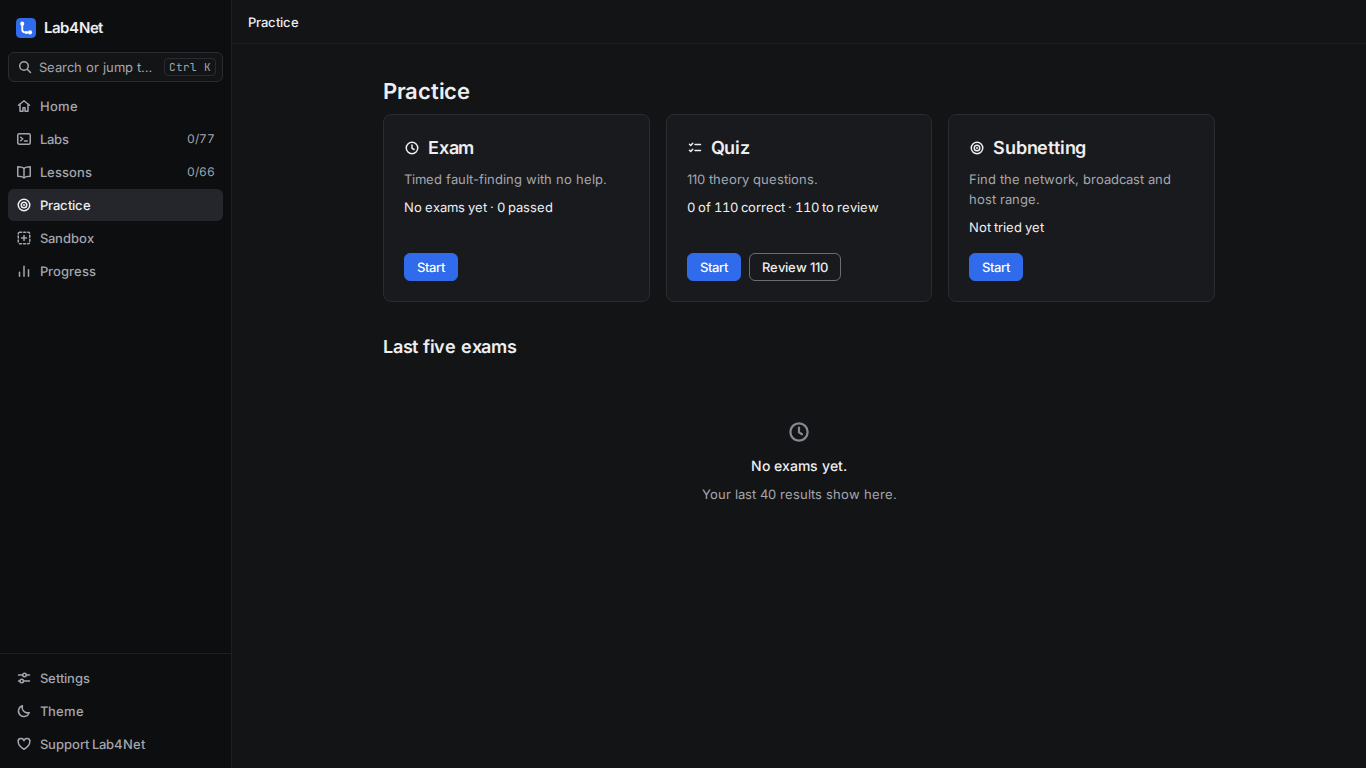 Lab4Net
Search or jump t... Ctrl K
Home
Labs 0/77
Lessons 0/66
Practice
Sandbox
Progress
Settings
Theme
Support Lab4Net
Practice
Practice
Exam
Timed fault-finding with no help.
No exams yet · 0 passed
Start
Quiz
110 theory questions.
0 of 110 correct · 110 to review
Start Review 110
Subnetting
Find the network, broadcast and
host range.
Not tried yet
Start
Last five exams
No exams yet.
Your last 40 results show here.